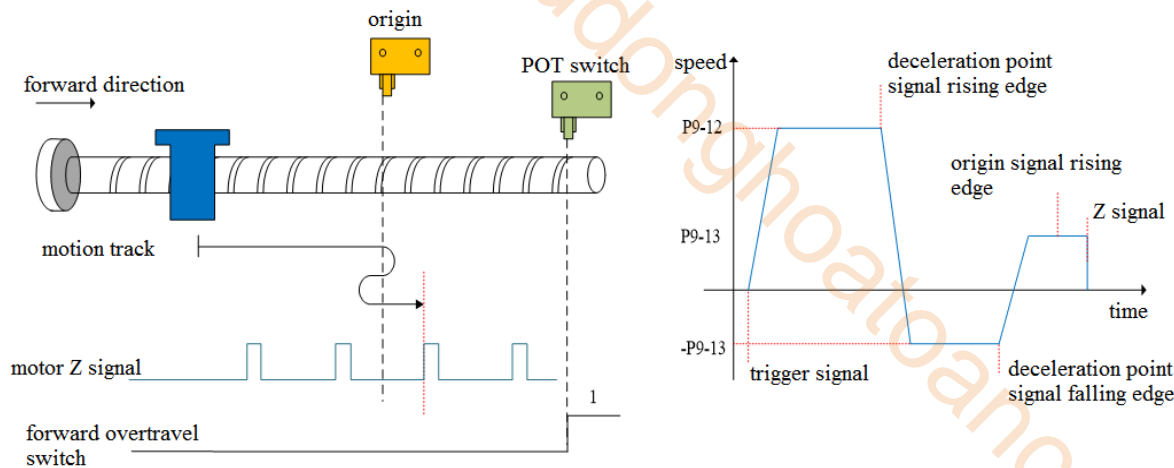 origin
POT switch
forward direction
motion track
motor Z signal
1
forward overtravel
switch
speed
deceleration point
signal rising edge
P9-12
origin signal rising
edge
Z signal
P9-13
time
-P9-13
trigger signal
deceleration point
signal falling edge